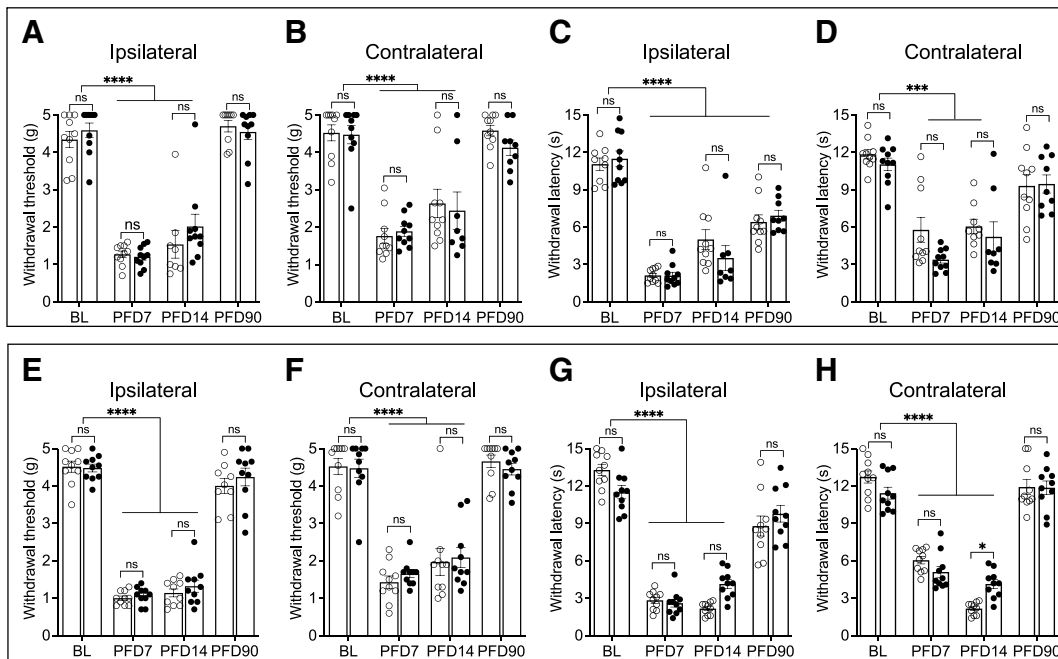 A
Ipsilateral
****
ns
ns
ns
ns
Withdrawal threshold (g)
5
4
3
2
1
0
BL PFD7 PFD14 PFD90
B
Contralateral
****
ns
ns
ns
ns
Withdrawal threshold (g)
5
4
3
2
1
0
BL PFD7 PFD14 PFD90
C
Ipsilateral
****
ns
ns
ns
ns
Withdrawal latency (s)
15
12
9
6
3
0
BL PFD7 PFD14 PFD90
D
Contralateral
***
ns
ns
ns
ns
Withdrawal latency (s)
15
12
9
6
3
0
BL PFD7 PFD14 PFD90
E
Ipsilateral
****
ns
ns
ns
ns
Withdrawal threshold (g)
5
4
3
2
1
0
BL PFD7 PFD14 PFD90
F
Contralateral
****
ns
ns
ns
ns
Withdrawal threshold (g)
5
4
3
2
1
0
BL PFD7 PFD14 PFD90
G
Ipsilateral
****
ns
ns
ns
ns
Withdrawal latency (s)
15
12
9
6
3
0
BL PFD7 PFD14 PFD90
H
Contralateral
****
ns
ns
*
ns
Withdrawal latency (s)
15
12
9
6
3
0
BL PFD7 PFD14 PFD90